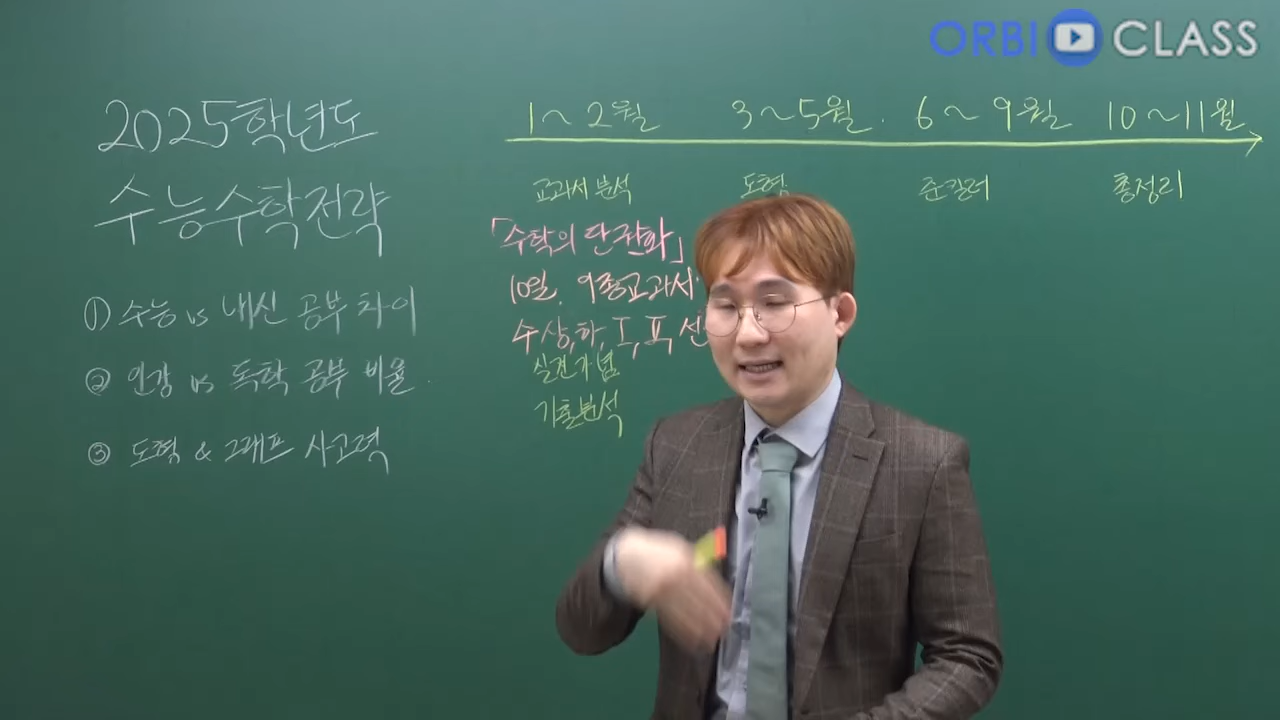 ORBI CLASS
2025학년도
수능수학전략
① 수능 vs 내신 공부 차이
② 인강 vs 독학 공부 비율
③ 도형 & 그래프 사고력
1~2월 3~5월 6~9월 10~11월
교과서 분석 도형 준킬러 총정리
「수학의 단권화」
10일. 9종교과서
수상,하, I, II, 선
실전개념
기출분석